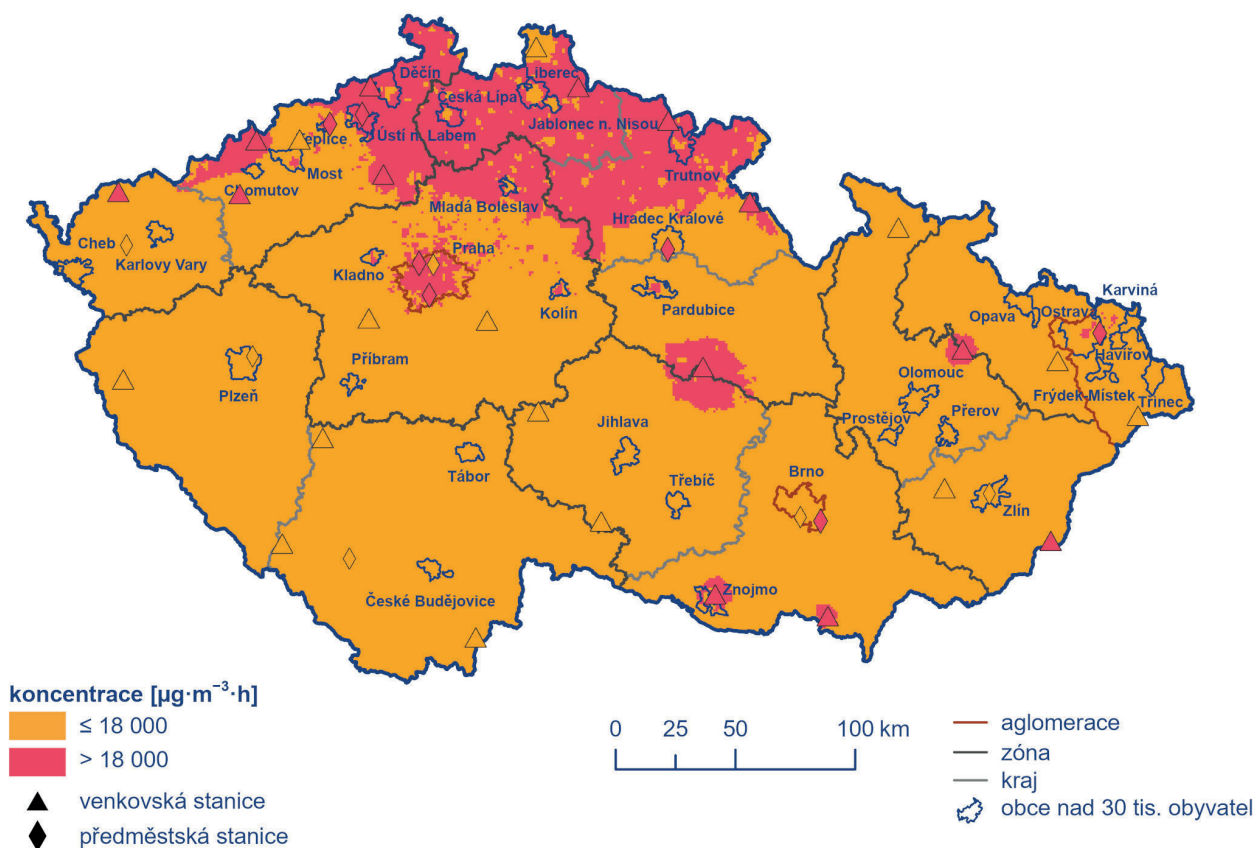 Děčín
Liberec
Česká Lípa
Jablonec n. Nisou
Ústí n. Labem
Teplice
Most
Chomutov
Trutnov
Mladá Boleslav
Hradec Králové
Cheb
Karlovy Vary
Praha
Kladno
Kolín
Pardubice
Karviná
Ostrava
Opava
Havířov
Příbram
Plzeň
Olomouc
Frýdek Místek
Třinec
Prostějov
Přerov
Jihlava
Tábor
Třebíč
Brno
Zlín
Znojmo
České Budějovice
koncentrace [µg·m⁻³·h]
≤ 18 000
> 18 000
venkovská stanice
předměstská stanice
0 25 50 100 km
aglomerace
zóna
kraj
obce nad 30 tis. obyvatel